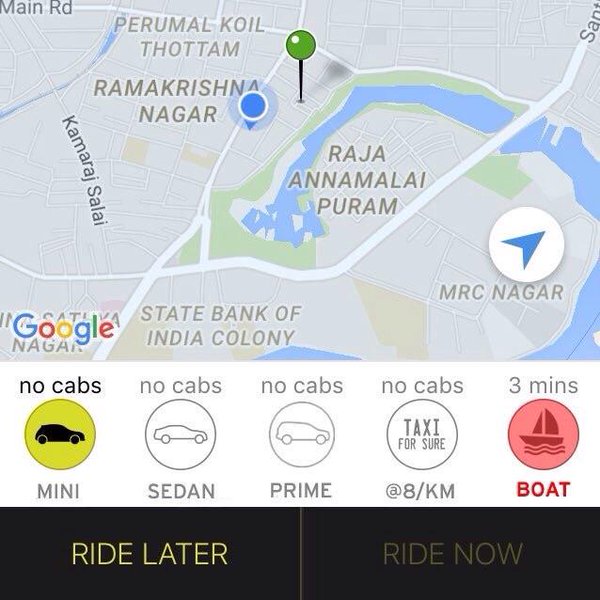 Main Rd
PERUMAL KOIL
THOTTAM
RAMAKRISHNA
NAGAR
Kamaraj Salai
RAJA
ANNAMALAI
PURAM
MRC NAGAR
STATE BANK OF
INDIA COLONY
NAGAR
Google
no cabs
no cabs
no cabs
no cabs
3 mins
TAXI
FOR SURE
MINI
SEDAN
PRIME
@8/KM
BOAT
RIDE LATER
RIDE NOW